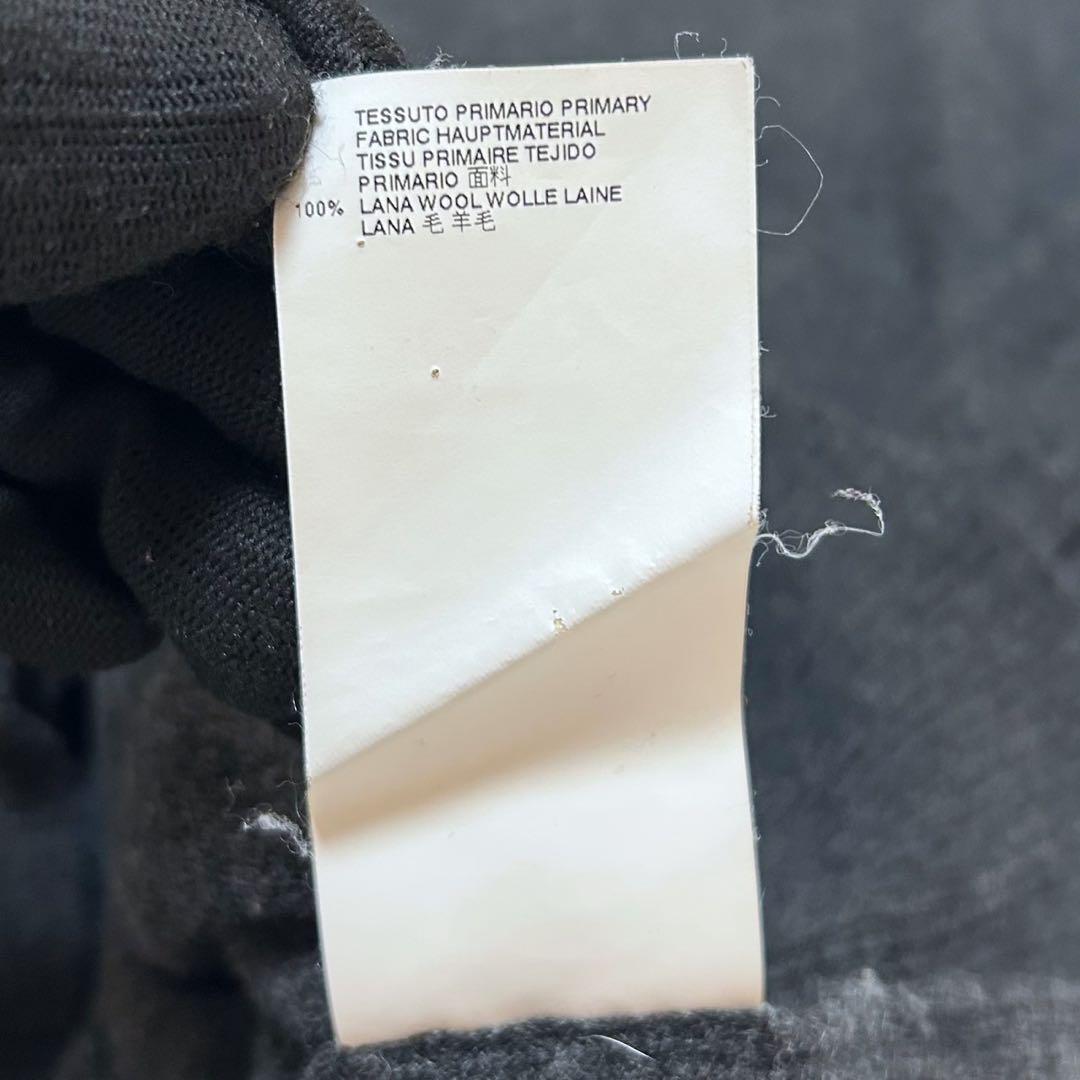 TESSUTO PRIMARIO PRIMARY
FABRIC HAUPTMATERIAL
TISSU PRIMAIRE TEJIDO
PRIMARIO 面料
100% LANA WOOL WOLLE LAINE
LANA 毛 羊毛